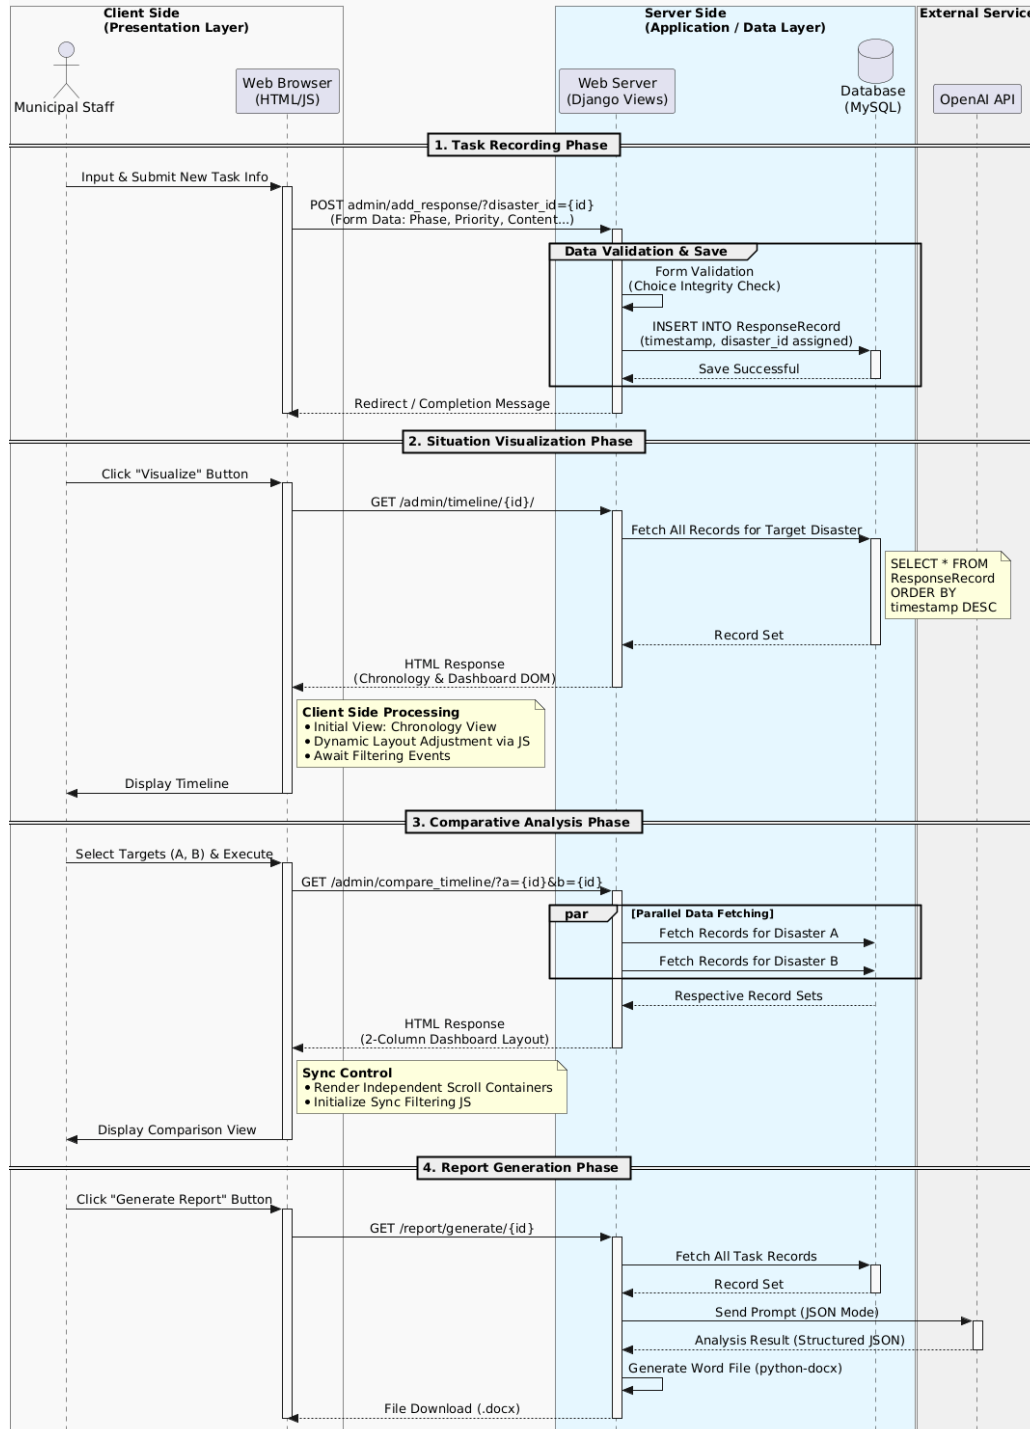 Client Side
(Presentation Layer)
Server Side
(Application / Data Layer)
External Service
Municipal Staff
Web Browser
(HTML/JS)
Web Server
(Django Views)
Database
(MySQL)
OpenAI API
1. Task Recording Phase
Input & Submit New Task Info
POST admin/add_response/?disaster_id={id}
(Form Data: Phase, Priority, Content...)
Data Validation & Save
Form Validation
(Choice Integrity Check)
INSERT INTO ResponseRecord
(timestamp, disaster_id assigned)
Save Successful
Redirect / Completion Message
2. Situation Visualization Phase
Click "Visualize" Button
GET /admin/timeline/{id}/
Fetch All Records for Target Disaster
SELECT * FROM
ResponseRecord
ORDER BY
timestamp DESC
Record Set
HTML Response
(Chronology & Dashboard DOM)
Client Side Processing
• Initial View: Chronology View
• Dynamic Layout Adjustment via JS
• Await Filtering Events
Display Timeline
3. Comparative Analysis Phase
Select Targets (A, B) & Execute
GET /admin/compare_timeline/?a={id}&b={id}
par [Parallel Data Fetching]
Fetch Records for Disaster A
Fetch Records for Disaster B
Respective Record Sets
HTML Response
(2-Column Dashboard Layout)
Sync Control
• Render Independent Scroll Containers
• Initialize Sync Filtering JS
Display Comparison View
4. Report Generation Phase
Click "Generate Report" Button
GET /report/generate/{id}
Fetch All Task Records
Record Set
Send Prompt (JSON Mode)
Analysis Result (Structured JSON)
Generate Word File (python-docx)
File Download (.docx)